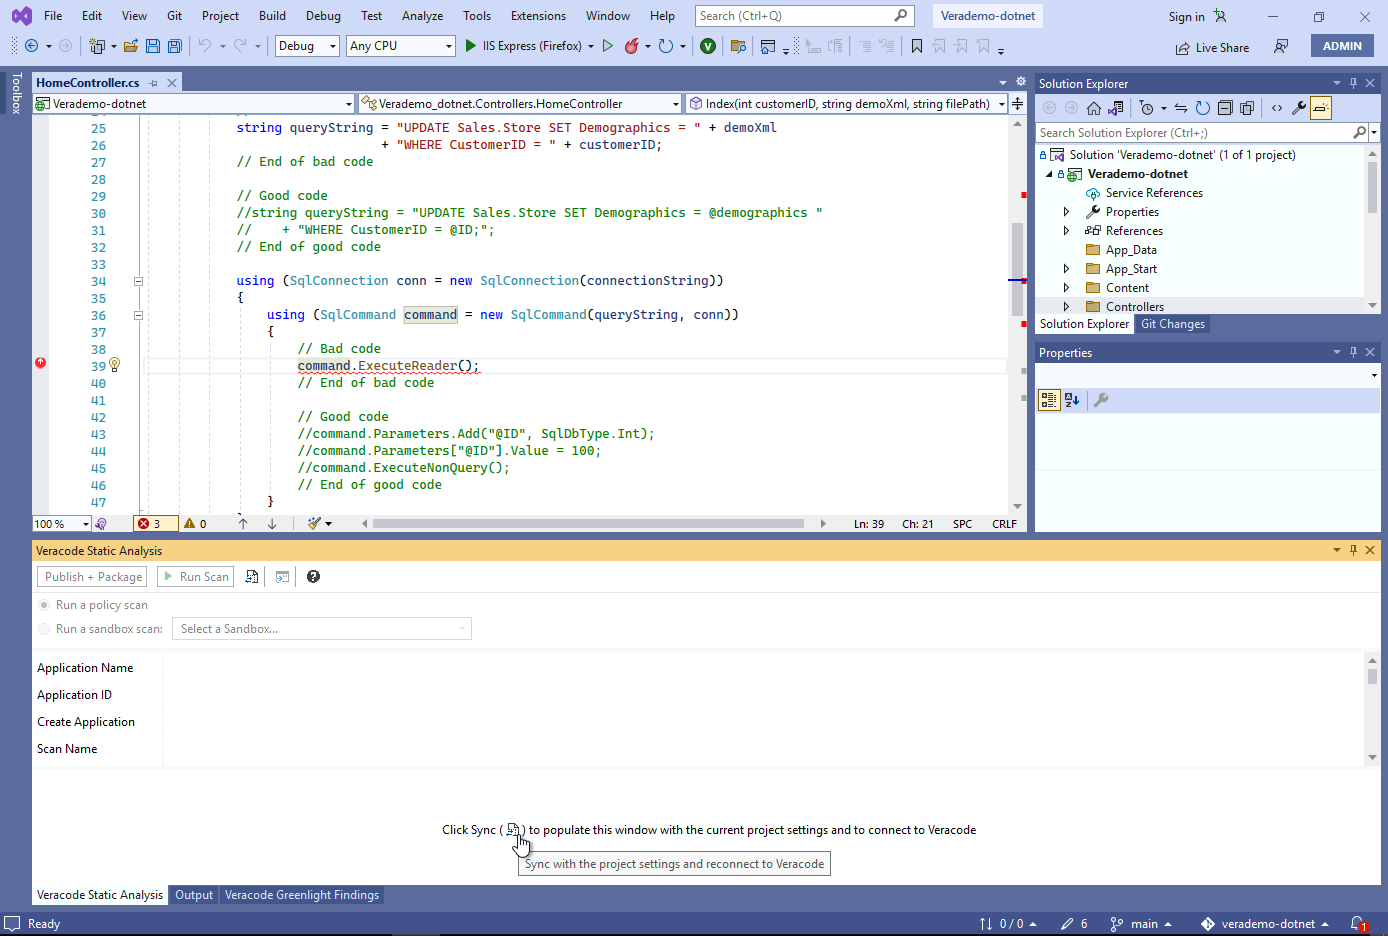 File Edit View Git Project Build Debug Test Analyze Tools Extensions Window Help Search (Ctrl+Q) Verademo-dotnet Sign in
Debug Any CPU IIS Express (Firefox) V Live Share ADMIN
Toolbox
HomeController.cs
Verademo-dotnet Verademo_dotnet.Controllers.HomeController Index(int customerID, string demoXml, string filePath)
25 string queryString = "UPDATE Sales.Store SET Demographics = " + demoXml
26 + "WHERE CustomerID = " + customerID;
27 // End of bad code
28
29 // Good code
30 //string queryString = "UPDATE Sales.Store SET Demographics = @demographics "
31 // + "WHERE CustomerID = @ID;";
32 // End of good code
33
34 using (SqlConnection conn = new SqlConnection(connectionString))
35 {
36 using (SqlCommand command = new SqlCommand(queryString, conn))
37 {
38 // Bad code
39 command.ExecuteReader();
40 // End of bad code
41
42 // Good code
43 //command.Parameters.Add("@ID", SqlDbType.Int);
44 //command.Parameters["@ID"].Value = 100;
45 //command.ExecuteNonQuery();
46 // End of good code
47 }
100 % 3 0 Ln: 39 Ch: 21 SPC CRLF
Solution Explorer
Search Solution Explorer (Ctrl+;)
Solution 'Verademo-dotnet' (1 of 1 project)
Verademo-dotnet
Service References
Properties
References
App_Data
App_Start
Content
Controllers
Solution Explorer Git Changes
Properties
Veracode Static Analysis
Publish + Package Run Scan
Run a policy scan
Run a sandbox scan: Select a Sandbox...
Application Name
Application ID
Create Application
Scan Name
Click Sync ( ) to populate this window with the current project settings and to connect to Veracode
Sync with the project settings and reconnect to Veracode
Veracode Static Analysis Output Veracode Greenlight Findings
Ready 0 / 0 6 main verademo-dotnet 1